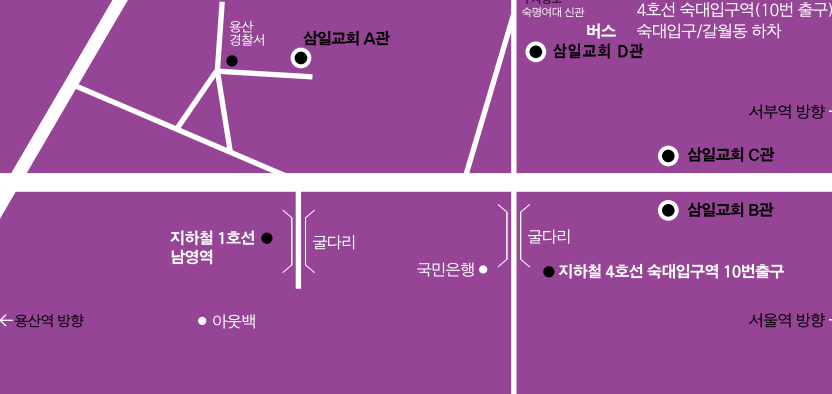 숙명여대 신관
4호선 숙대입구역(10번 출구)
버스 숙대입구/갈월동 하차
용산
경찰서
삼일교회 A관
삼일교회 D관
서부역 방향
삼일교회 C관
삼일교회 B관
지하철 1호선
남영역
굴다리
굴다리
국민은행
지하철 4호선 숙대입구역 10번출구
용산역 방향
아웃백
서울역 방향